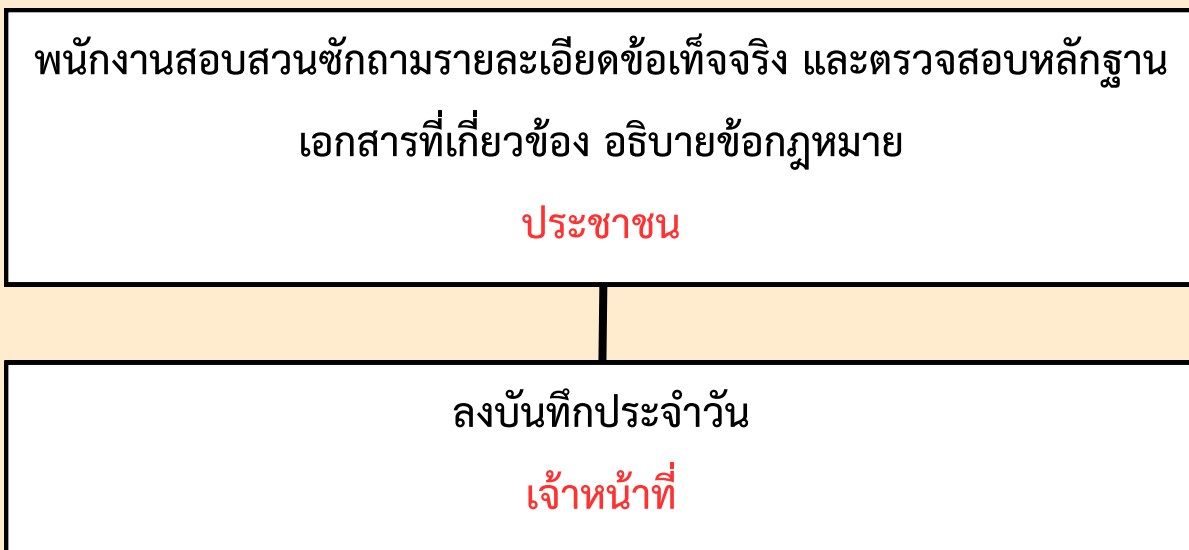 พนักงานสอบสวนซักถามรายละเอียดข้อเท็จจริง และตรวจสอบหลักฐาน
เอกสารที่เกี่ยวข้อง อธิบายข้อกฎหมาย
ประชาชน
ลงบันทึกประจำวัน
เจ้าหน้าที่